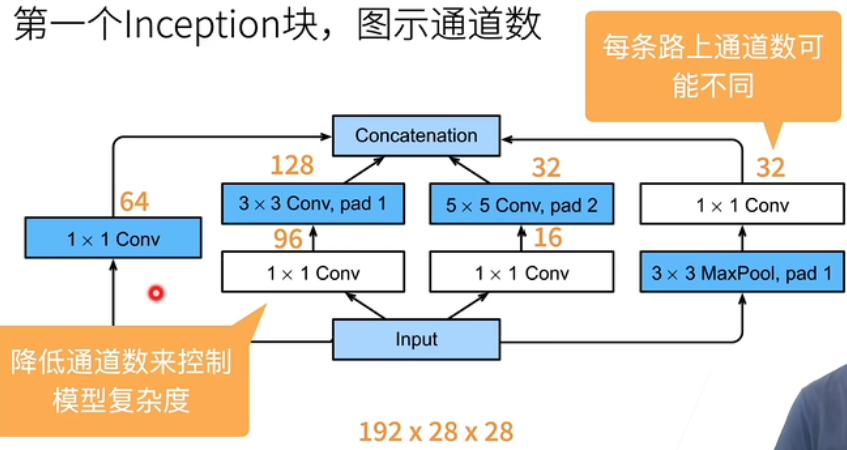 第一个Inception块，图示通道数
每条路上通道数可
能不同
Concatenation
128
32
32
64
3 × 3 Conv, pad 1
5 × 5 Conv, pad 2
1 × 1 Conv
1 × 1 Conv
96
16
1 × 1 Conv
1 × 1 Conv
3 × 3 MaxPool, pad 1
Input
降低通道数来控制
模型复杂度
192 x 28 x 28